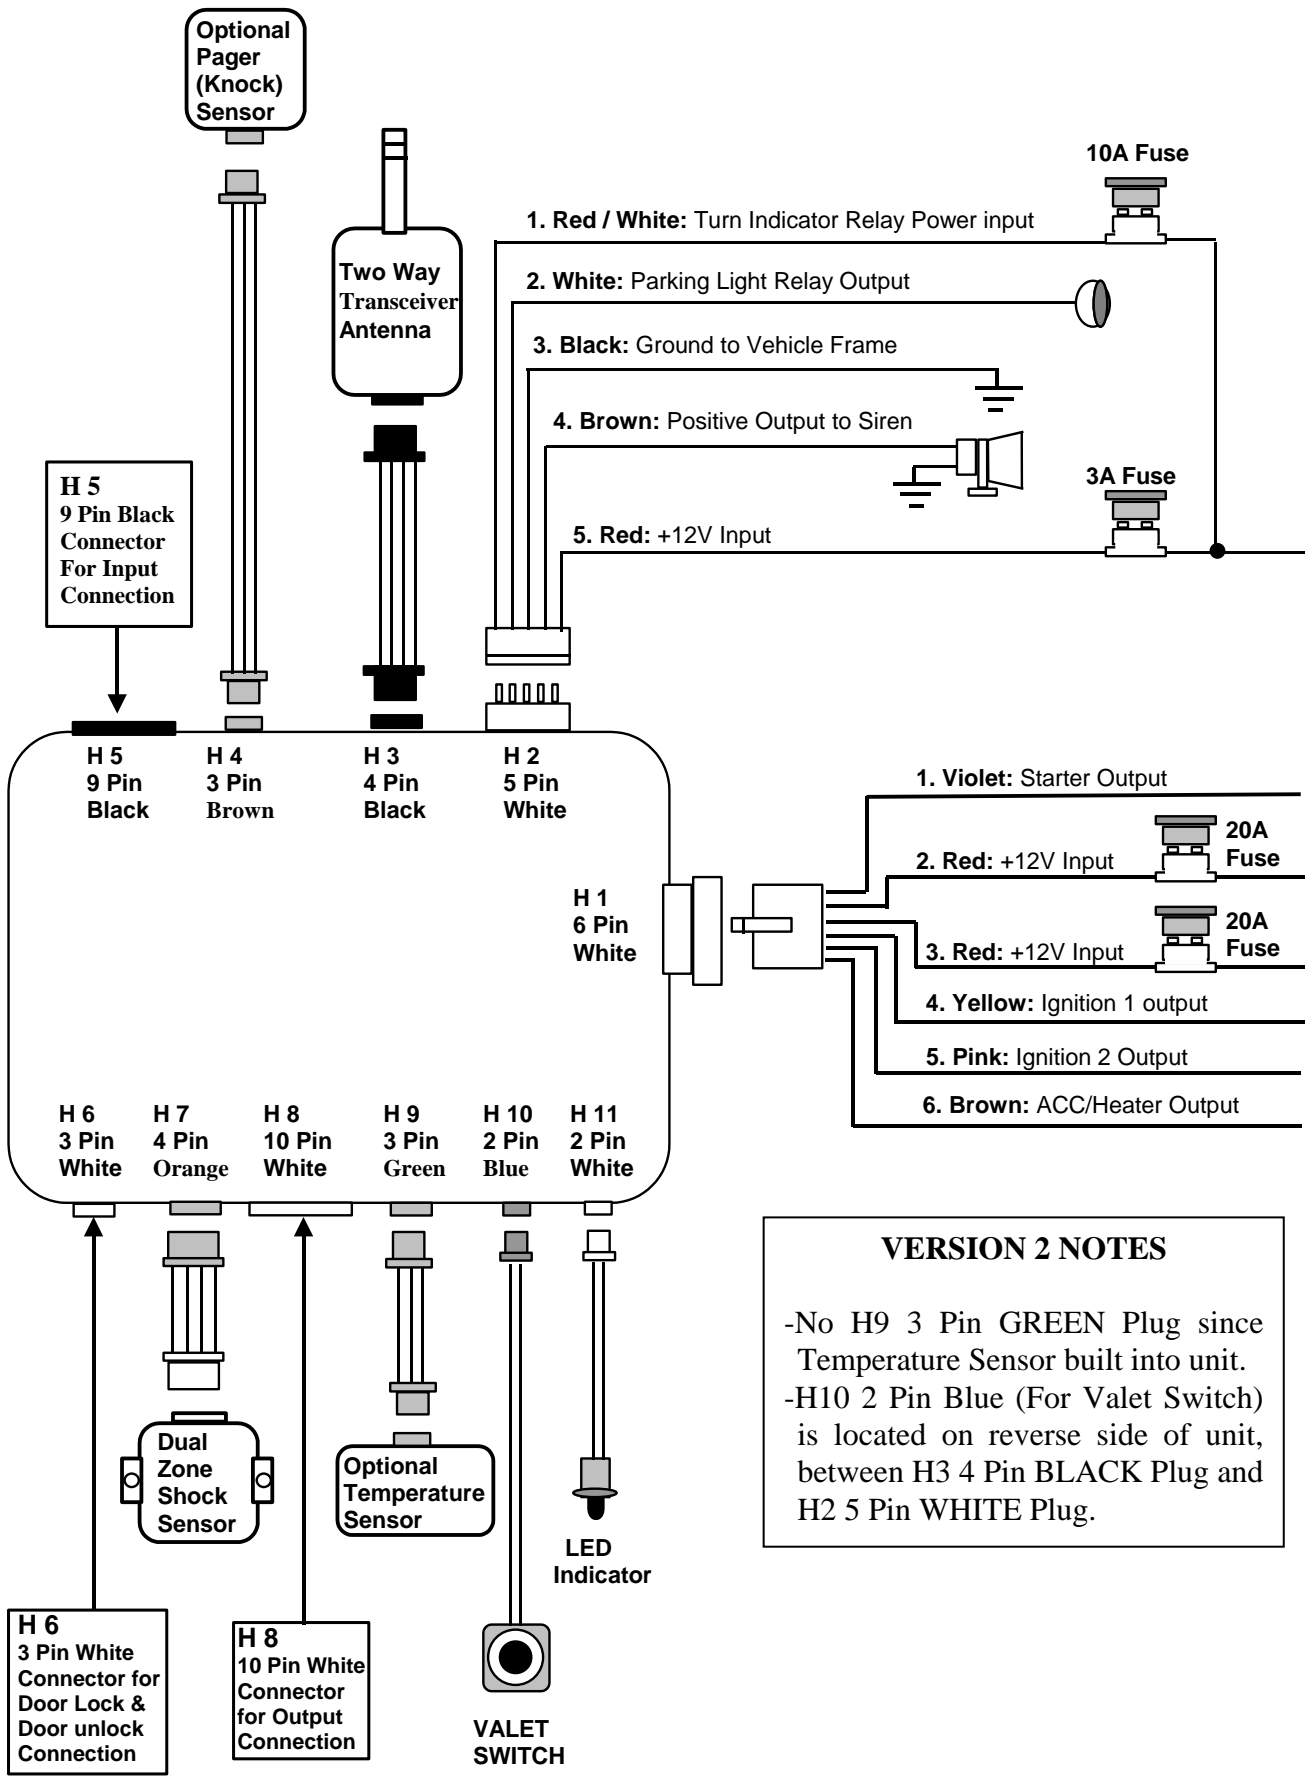 Optional
Pager
(Knock)
Sensor
Two Way
Transceiver
Antenna
10A Fuse
1. Red / White: Turn Indicator Relay Power input
2. White: Parking Light Relay Output
3. Black: Ground to Vehicle Frame
4. Brown: Positive Output to Siren
3A Fuse
5. Red: +12V Input
H 5
9 Pin Black
Connector
For Input
Connection
H 5
9 Pin
Black
H 4
3 Pin
Brown
H 3
4 Pin
Black
H 2
5 Pin
White
H 1
6 Pin
White
1. Violet: Starter Output
20A
Fuse
2. Red: +12V Input
20A
Fuse
3. Red: +12V Input
4. Yellow: Ignition 1 output
5. Pink: Ignition 2 Output
6. Brown: ACC/Heater Output
H 6
3 Pin
White
H 7
4 Pin
Orange
H 8
10 Pin
White
H 9
3 Pin
Green
H 10
2 Pin
Blue
H 11
2 Pin
White
VERSION 2 NOTES
-No H9 3 Pin GREEN Plug since
Temperature Sensor built into unit.
-H10 2 Pin Blue (For Valet Switch)
is located on reverse side of unit,
between H3 4 Pin BLACK Plug and
H2 5 Pin WHITE Plug.
Dual
Zone
Shock
Sensor
Optional
Temperature
Sensor
LED
Indicator
H 6
3 Pin White
Connector for
Door Lock &
Door unlock
Connection
H 8
10 Pin White
Connector
for Output
Connection
VALET
SWITCH